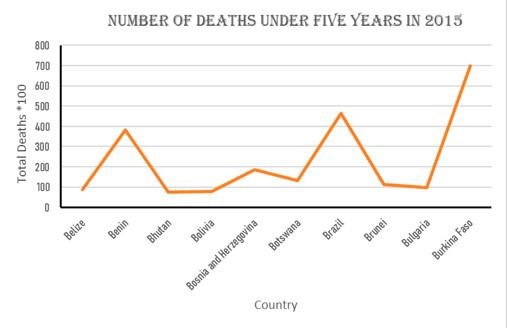 NUMBER OF DEATHS UNDER FIVE YEARS IN 2015
Total Deaths *100
800
700
600
500
400
300
200
100
0
Belize
Benin
Bhutan
Bolivia
Bosnia and Herzegovina
Botswana
Brazil
Brunei
Bulgaria
Burkina Faso
Country